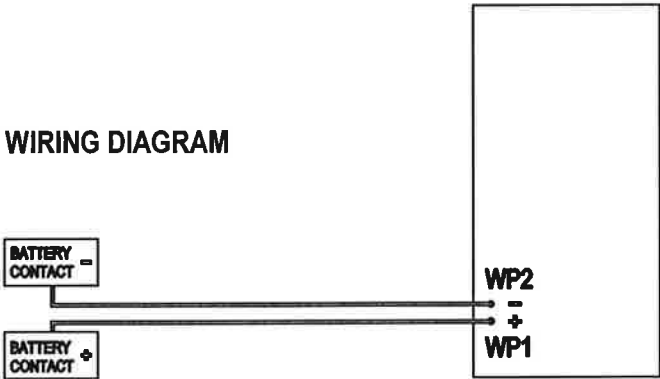 WIRING DIAGRAM
BATTERY
CONTACT -
WP2
-
+
WP1
BATTERY
CONTACT +